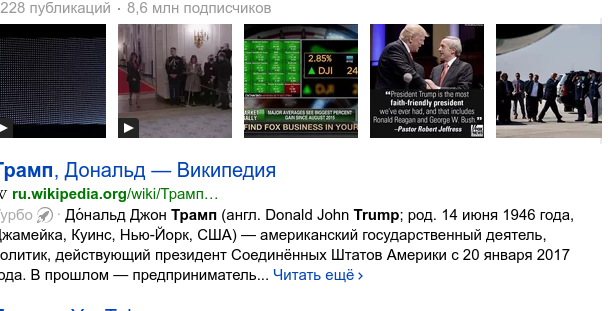 228 публикаций · 8,6 млн подписчиков
2.85%
DJI
DJI 24
MAJOR AVERAGES SEE BIGGEST PERCENT
GAIN SINCE AUGUST 2015
FIND FOX BUSINESS IN YOUR
"President Trump is the most
faith-friendly president
we've ever had, and that includes
Ronald Reagan and George W. Bush."
–Pastor Robert Jeffress
Трамп, Дональд — Википедия
ru.wikipedia.org/wiki/Трамп…
Турбо · До́нальд Джон Трамп (англ. Donald John Trump; род. 14 июня 1946 года,
Джамейка, Куинс, Нью-Йорк, США) — американский государственный деятель,
политик, действующий президент Соединённых Штатов Америки с 20 января 2017
года. В прошлом — предприниматель... Читать ещё ›